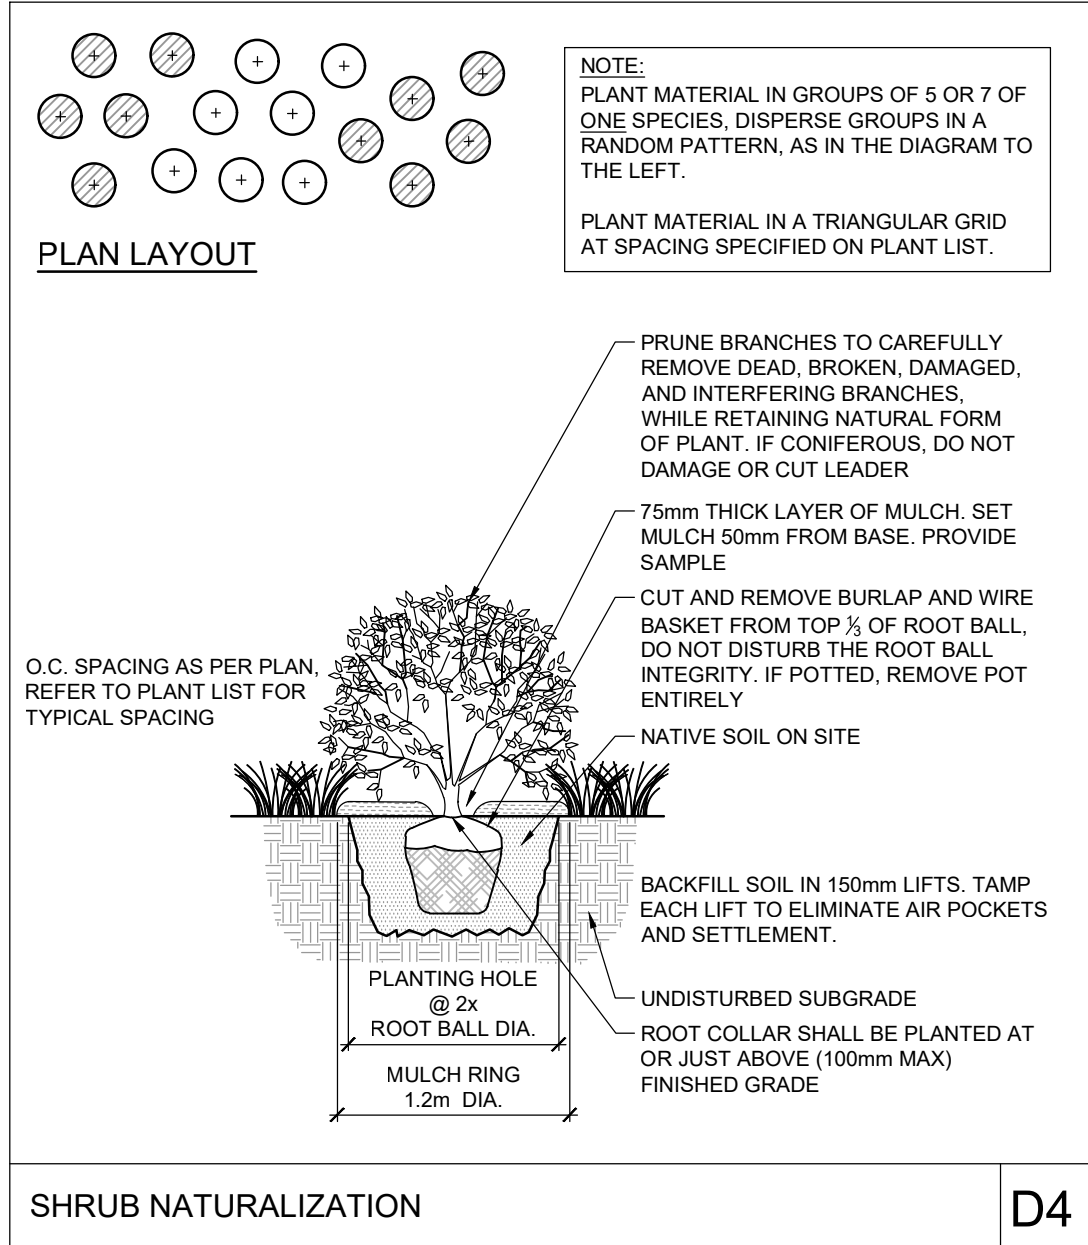 NOTE:
PLANT MATERIAL IN GROUPS OF 5 OR 7 OF
ONE SPECIES, DISPERSE GROUPS IN A
RANDOM PATTERN, AS IN THE DIAGRAM TO
THE LEFT.
PLANT MATERIAL IN A TRIANGULAR GRID
AT SPACING SPECIFIED ON PLANT LIST.
PLAN LAYOUT
PRUNE BRANCHES TO CAREFULLY
REMOVE DEAD, BROKEN, DAMAGED,
AND INTERFERING BRANCHES,
WHILE RETAINING NATURAL FORM
OF PLANT. IF CONIFEROUS, DO NOT
DAMAGE OR CUT LEADER
75mm THICK LAYER OF MULCH. SET
MULCH 50mm FROM BASE. PROVIDE
SAMPLE
CUT AND REMOVE BURLAP AND WIRE
BASKET FROM TOP ⅓ OF ROOT BALL,
DO NOT DISTURB THE ROOT BALL
INTEGRITY. IF POTTED, REMOVE POT
ENTIRELY
O.C. SPACING AS PER PLAN,
REFER TO PLANT LIST FOR
TYPICAL SPACING
NATIVE SOIL ON SITE
BACKFILL SOIL IN 150mm LIFTS. TAMP
EACH LIFT TO ELIMINATE AIR POCKETS
AND SETTLEMENT.
UNDISTURBED SUBGRADE
ROOT COLLAR SHALL BE PLANTED AT
OR JUST ABOVE (100mm MAX)
FINISHED GRADE
PLANTING HOLE
@ 2x
ROOT BALL DIA.
MULCH RING
1.2m DIA.
SHRUB NATURALIZATION
D4